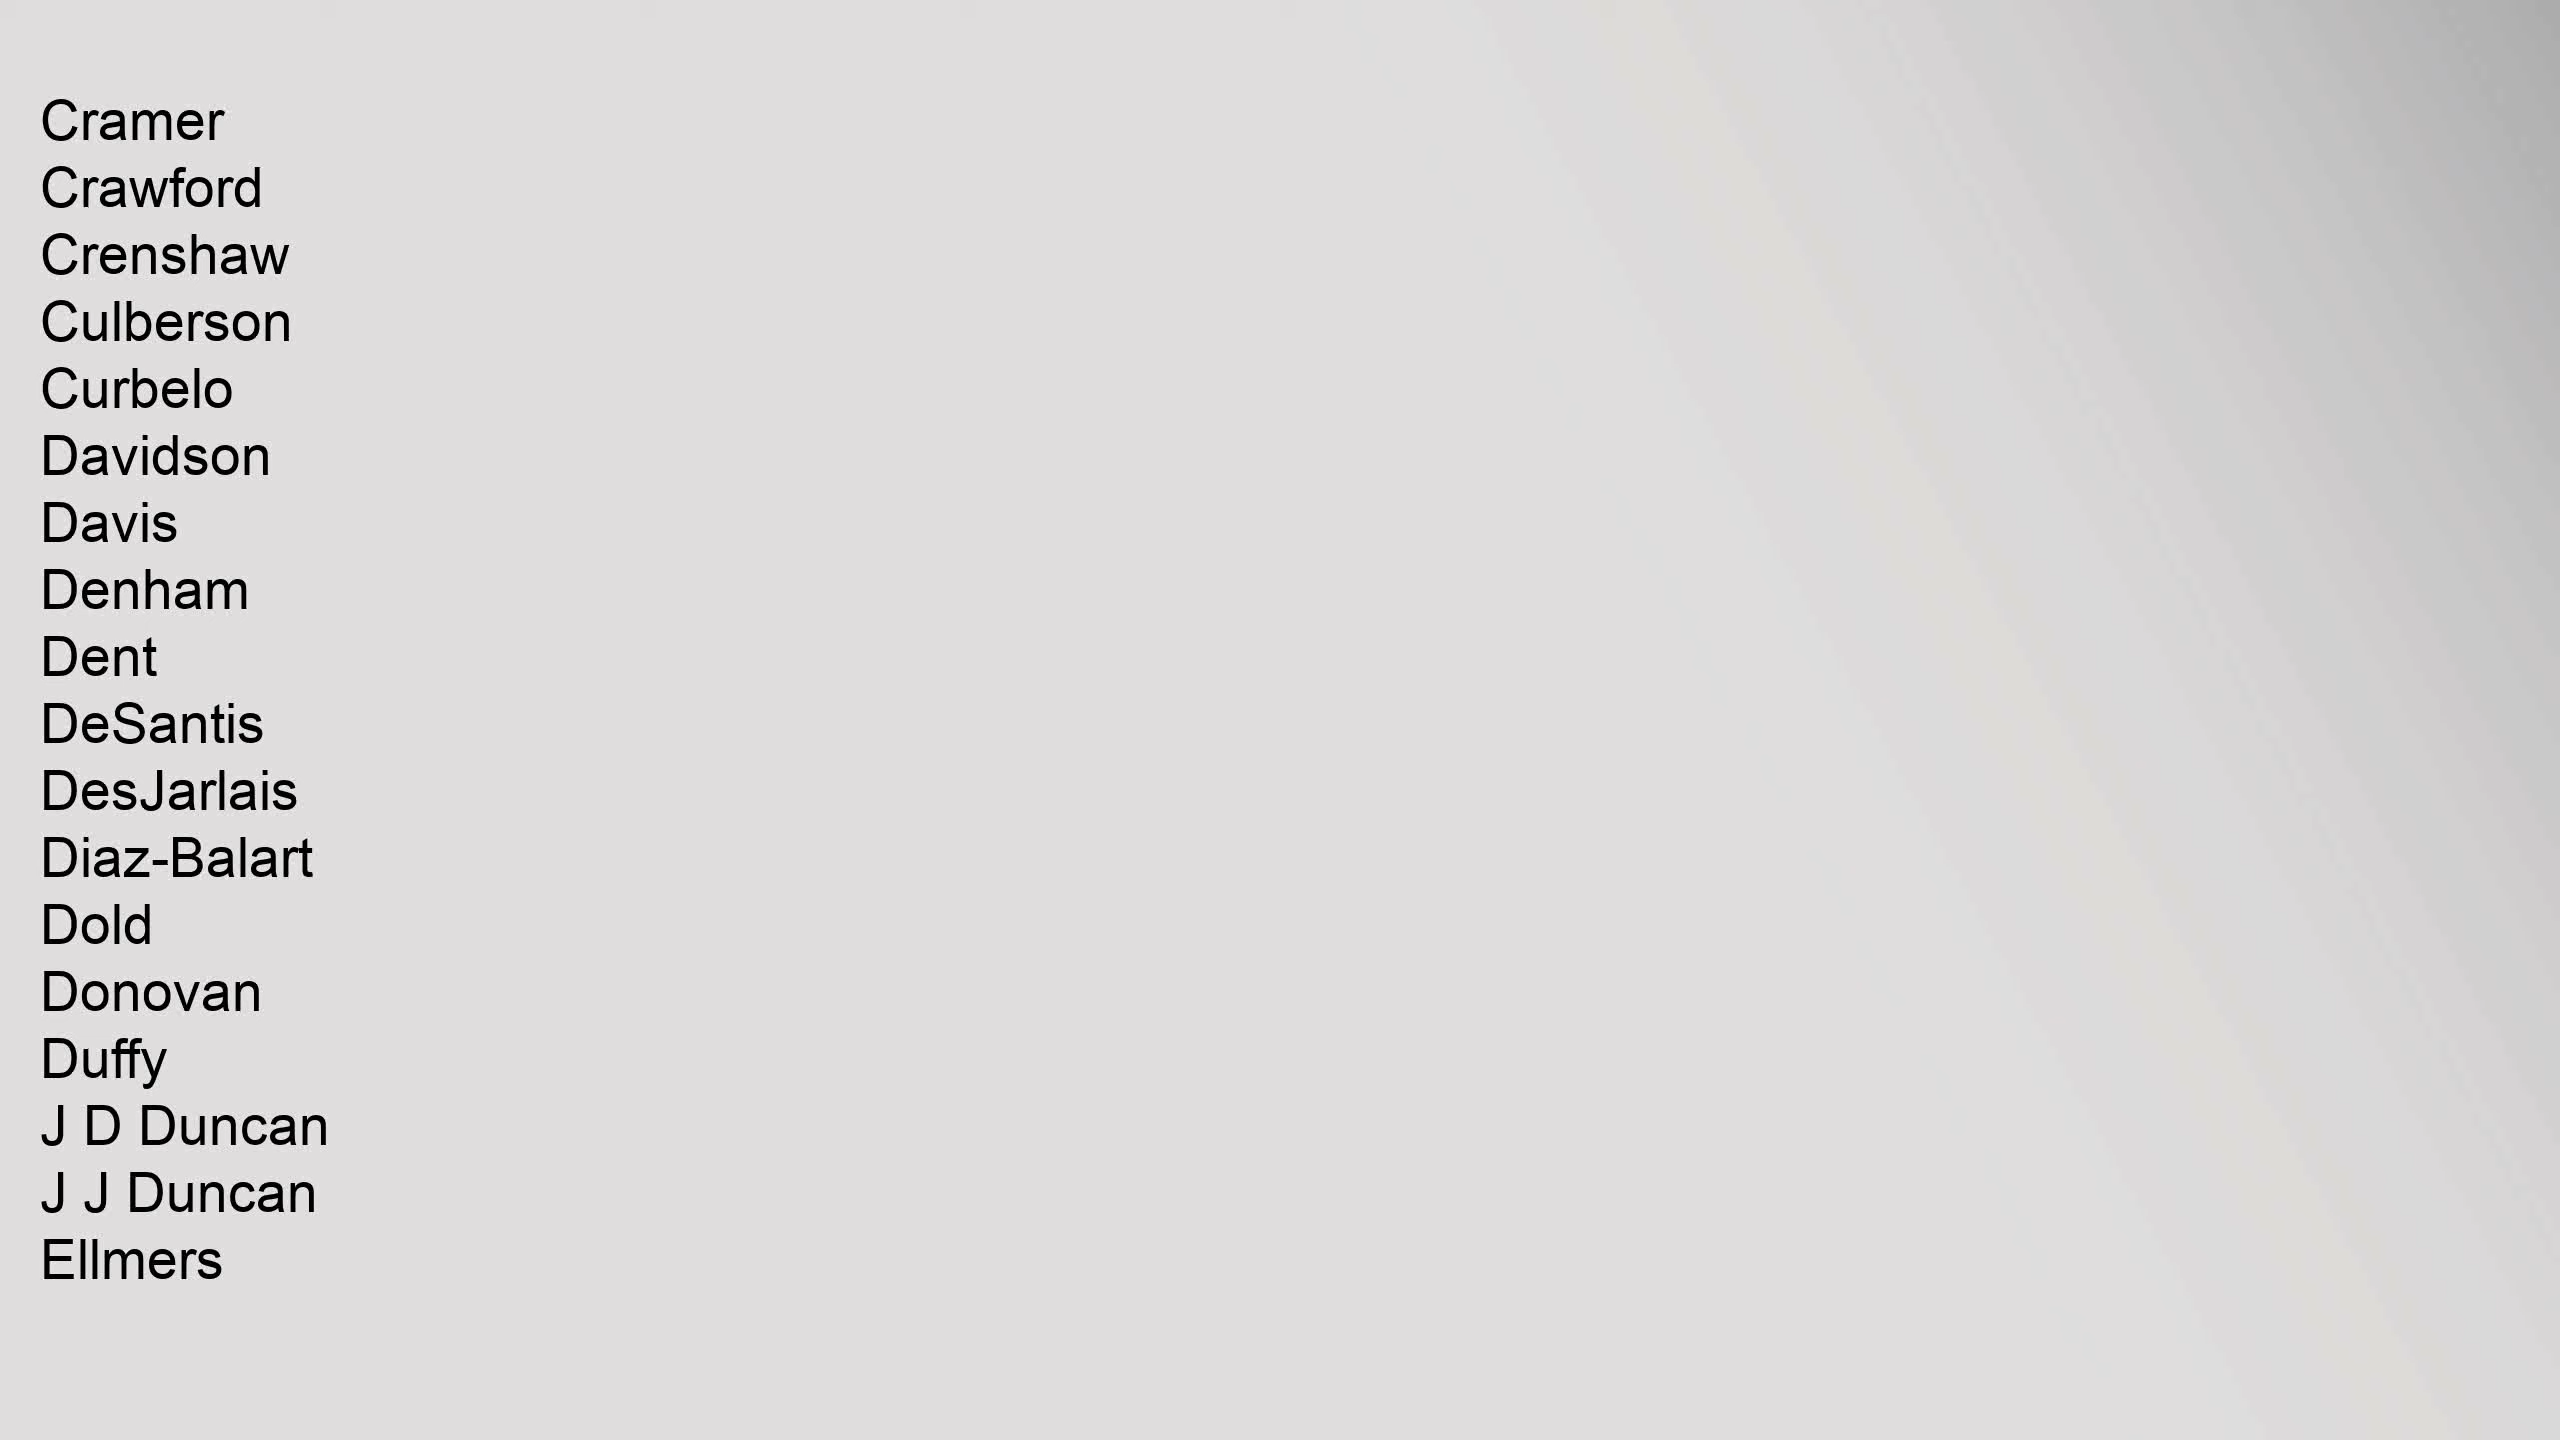 Cramer
Crawford
Crenshaw
Culberson
Curbelo
Davidson
Davis
Denham
Dent
DeSantis
DesJarlais
Diaz-Balart
Dold
Donovan
Duffy
J D Duncan
J J Duncan
Ellmers